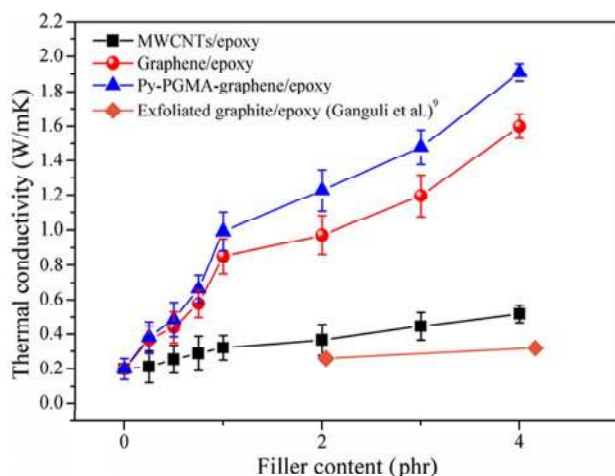 2.2
2.0
1.8
1.6
1.4
1.2
1.0
0.8
0.6
0.4
0.2
0.0
Thermal conductivity (W/mK)
MWCNTs/epoxy
Graphene/epoxy
Py-PGMA-graphene/epoxy
Exfoliated graphite/epoxy (Ganguli et al.)⁹
0 2 4
Filler content (phr)